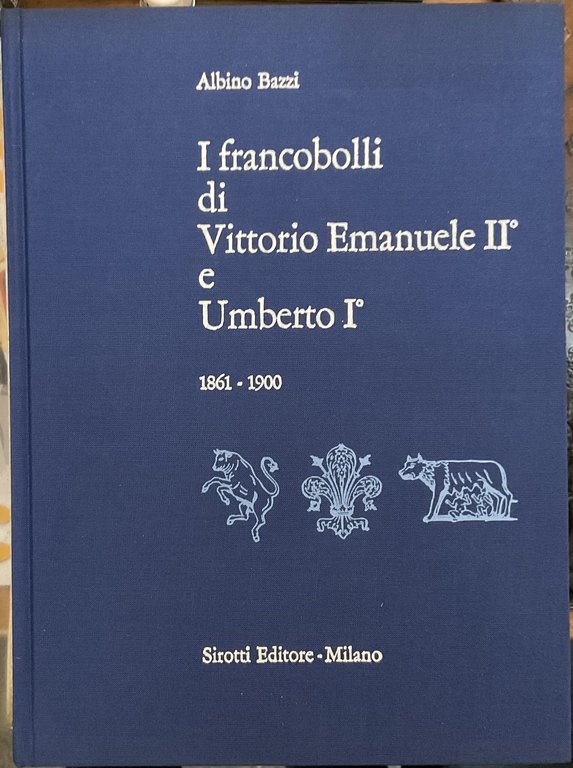 Albino Bazzi
I francobolli
di
Vittorio Emanuele II°
e
Umberto I°
1861 - 1900
Sirotti Editore - Milano